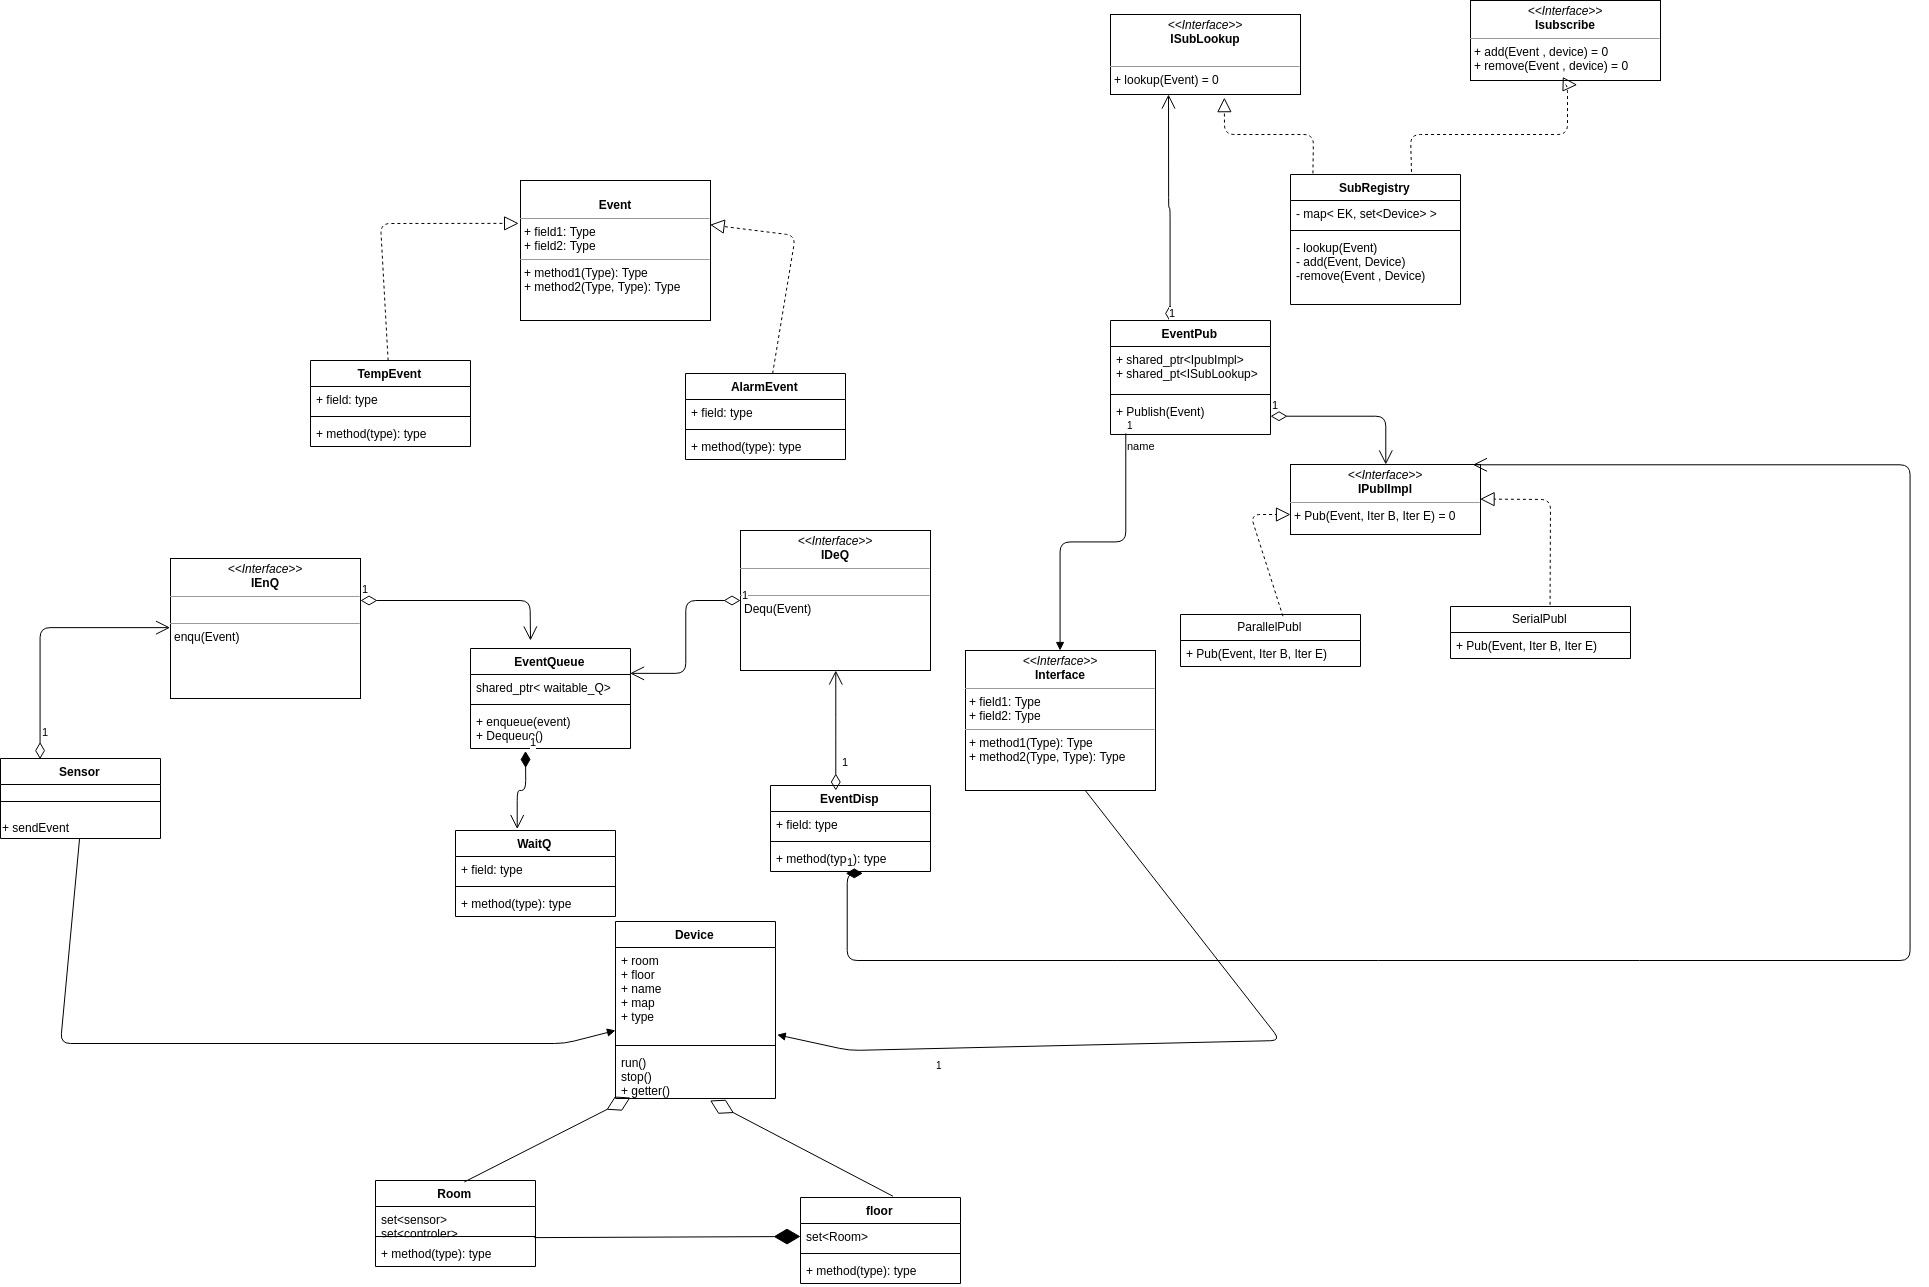 <<Interface>>
ISubLookup
+ lookup(Event) = 0
<<Interface>>
Isubscribe
+ add(Event , device) = 0
+ remove(Event , device) = 0
SubRegistry
- map< EK, set<Device> >
- lookup(Event)
- add(Event, Device)
-remove(Event , Device)
Event
+ field1: Type
+ field2: Type
+ method1(Type): Type
+ method2(Type, Type): Type
1
EventPub
+ shared_ptr<IpubImpl>
+ shared_pt<ISubLookup>
+ Publish(Event)
1
name
1
TempEvent
+ field: type
+ method(type): type
AlarmEvent
+ field: type
+ method(type): type
<<Interface>>
IPublImpl
+ Pub(Event, Iter B, Iter E) = 0
ParallelPubl
+ Pub(Event, Iter B, Iter E)
SerialPubl
+ Pub(Event, Iter B, Iter E)
<<Interface>>
IEnQ
enqu(Event)
1
<<Interface>>
IDeQ
1
Dequ(Event)
EventQueue
shared_ptr< waitable_Q>
+ enqueue(event)
+ Dequeue()
1
<<Interface>>
Interface
+ field1: Type
+ field2: Type
+ method1(Type): Type
+ method2(Type, Type): Type
1
Sensor
+ sendEvent
1
EventDisp
+ field: type
+ method(typ1): type
WaitQ
+ field: type
+ method(type): type
Device
+ room
+ floor
+ name
+ map
+ type
run()
stop()
+ getter()
1
Room
set<sensor>
set<controler>
+ method(type): type
floor
set<Room>
+ method(type): type